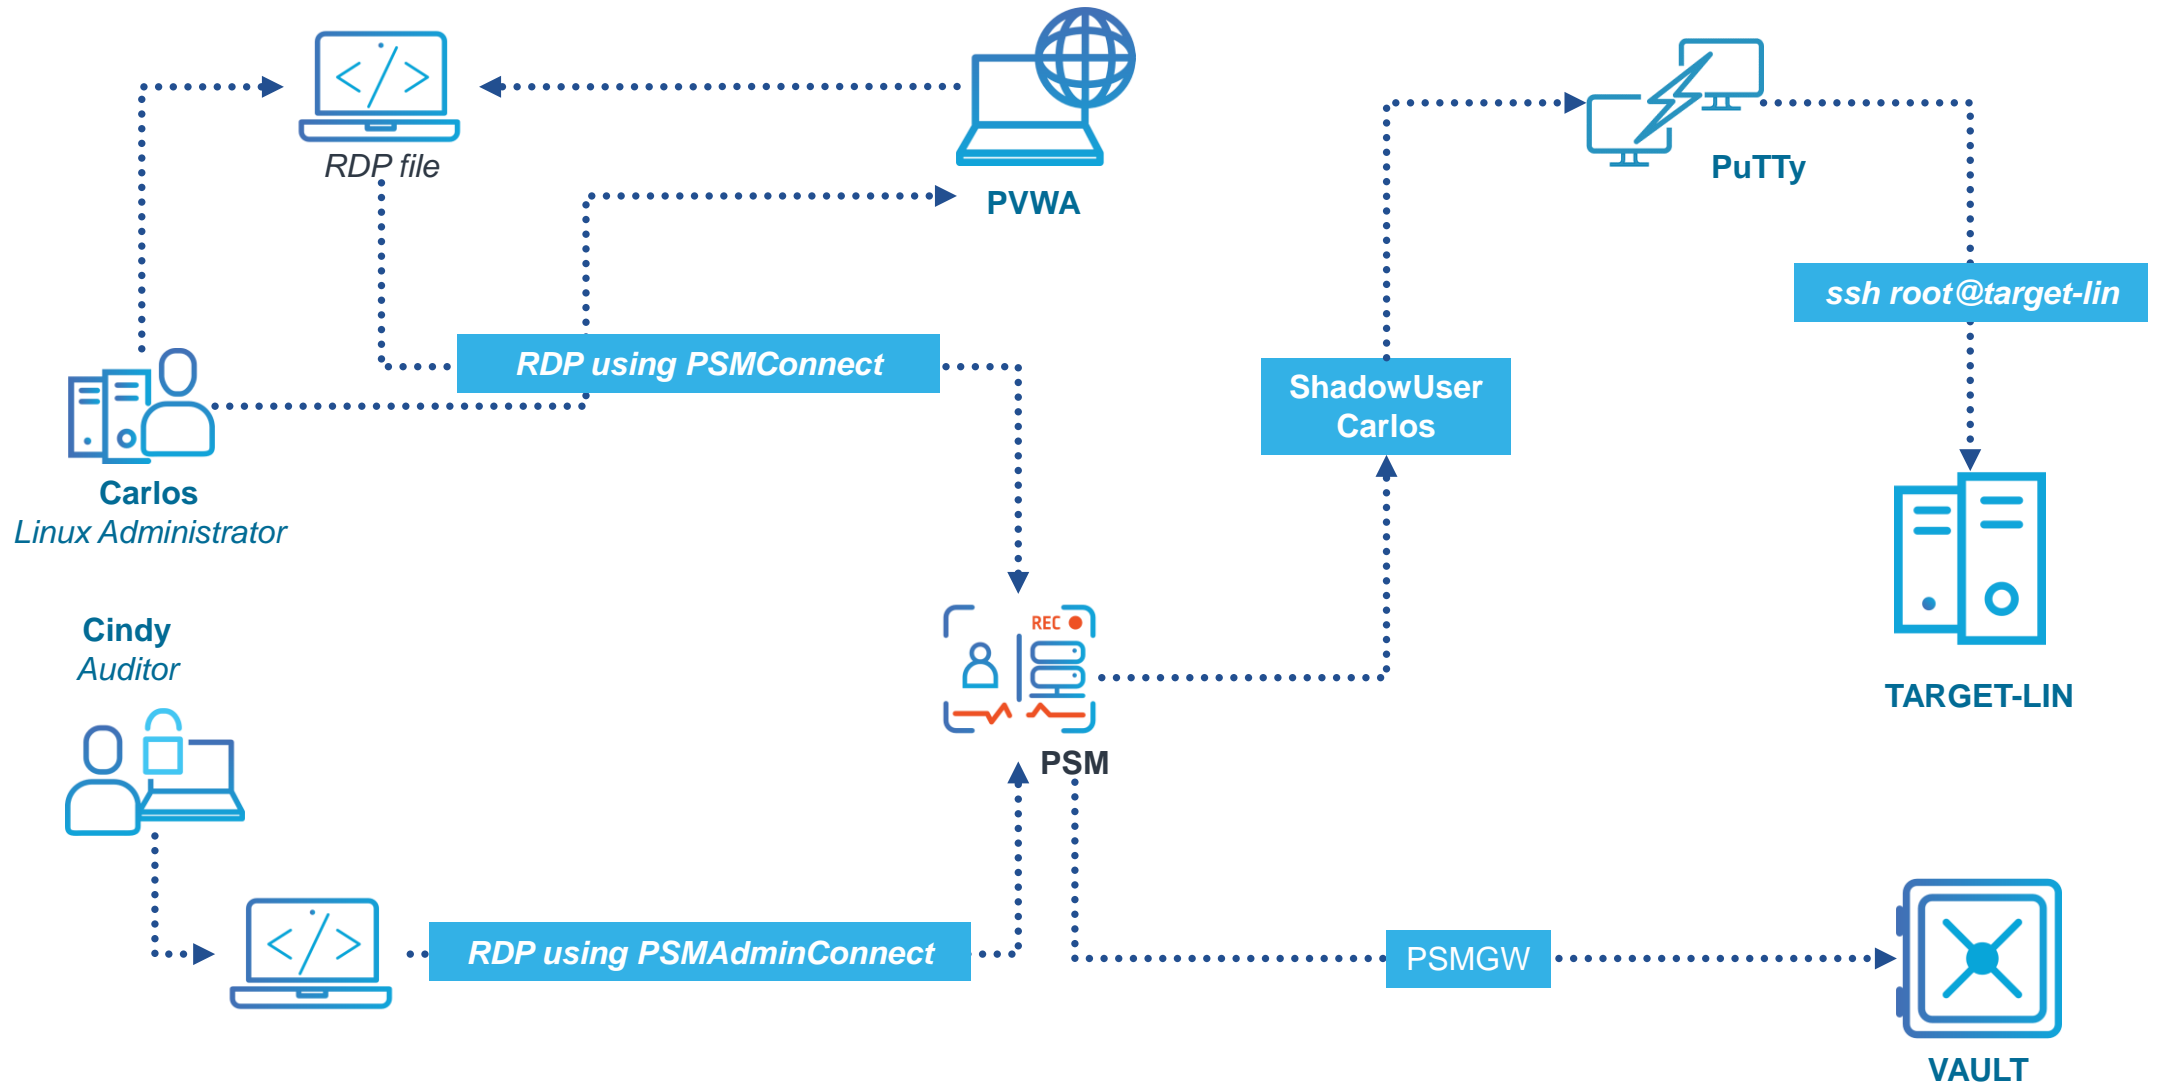 RDP file
PVWA
PuTTy
ssh root@target-lin
RDP using PSMConnect
ShadowUser
Carlos
Carlos
Linux Administrator
Cindy
Auditor
REC
PSM
TARGET-LIN
RDP using PSMAdminConnect
PSMGW
VAULT